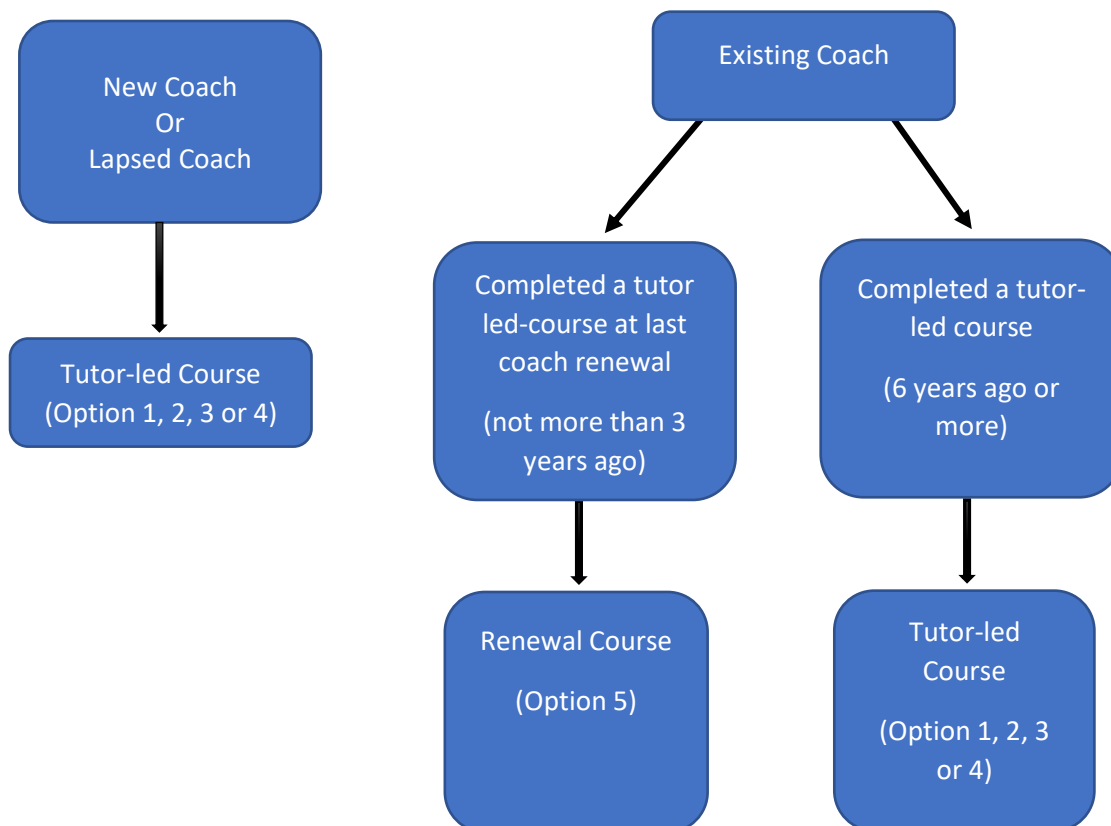 New Coach
Or
Lapsed Coach
Tutor-led Course
(Option 1, 2, 3 or 4)
Existing Coach
Completed a tutor
led-course at last
coach renewal
(not more than 3
years ago)
Renewal Course
(Option 5)
Completed a tutor-
led course
(6 years ago or
more)
Tutor-led
Course
(Option 1, 2, 3
or 4)